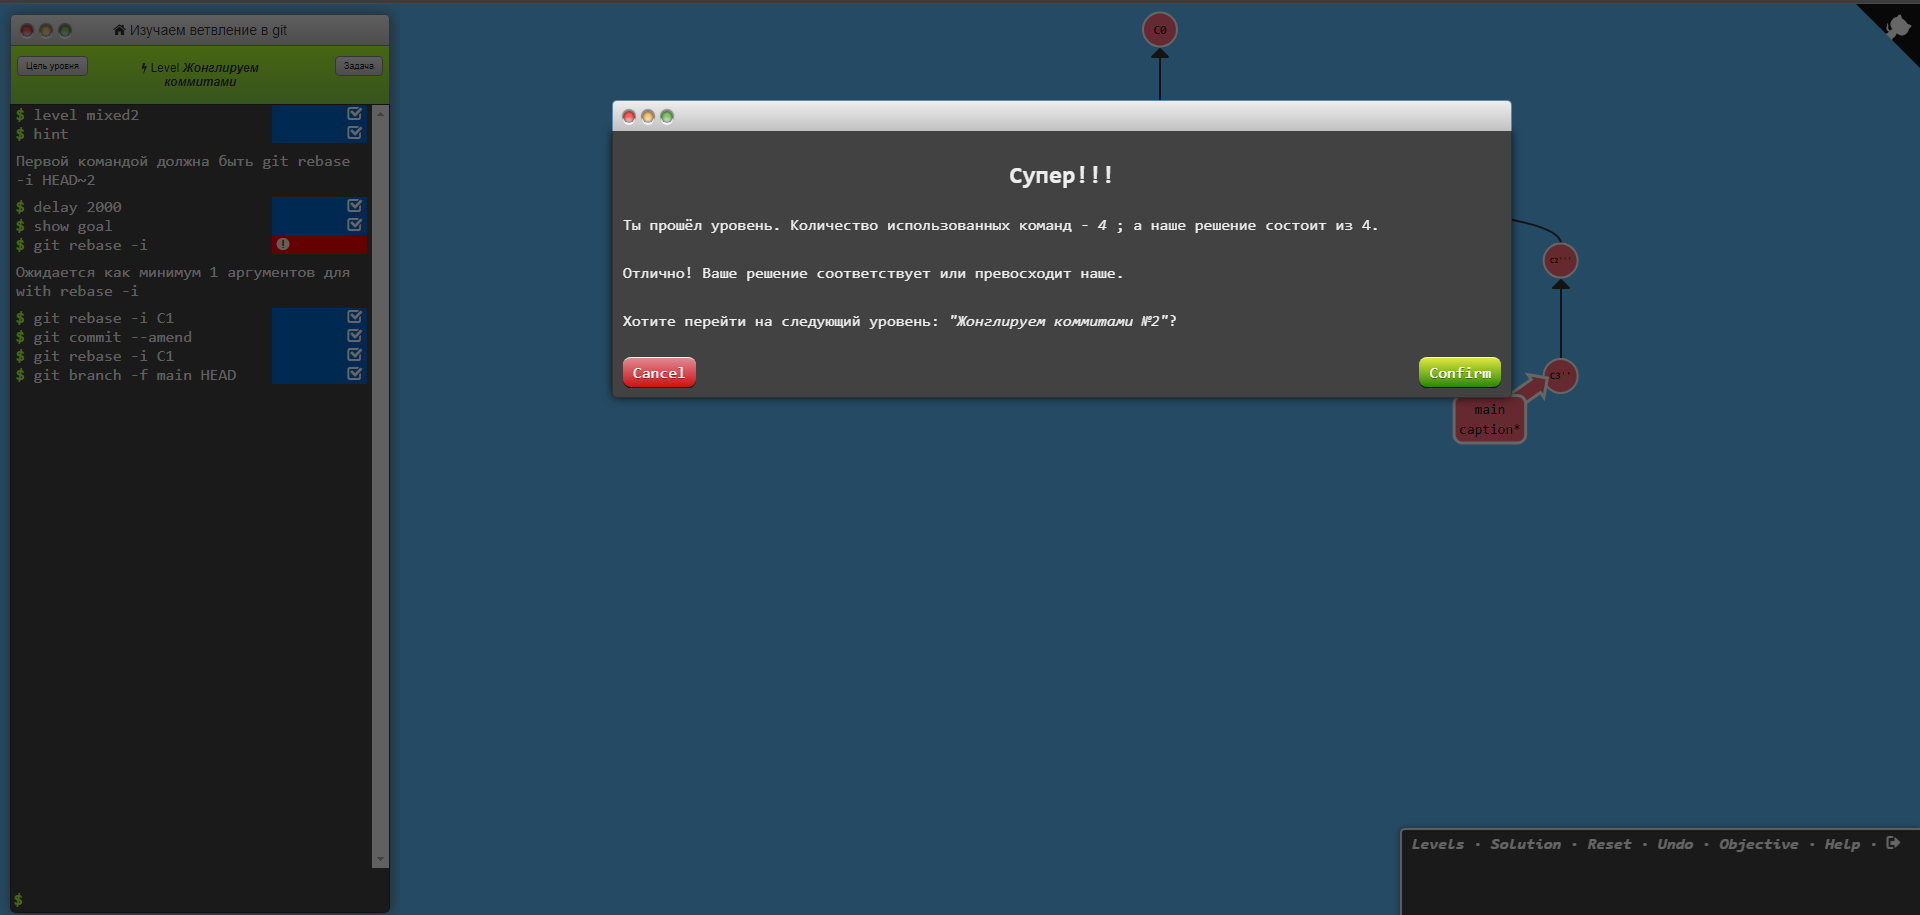 Изучаем ветвление в git
Цель уровня
Level Жонглируем
коммитами
Задача
$ level mixed2
$ hint
Первой командой должна быть git rebase
-i HEAD~2
$ delay 2000
$ show goal
$ git rebase -i
Ожидается как минимум 1 аргументов для
with rebase -i
$ git rebase -i C1
$ git commit --amend
$ git rebase -i C1
$ git branch -f main HEAD
$
C0
Супер!!!
Ты прошёл уровень. Количество использованных команд - 4 ; а наше решение состоит из 4.
Отлично! Ваше решение соответствует или превосходит наше.
Хотите перейти на следующий уровень: "Жонглируем коммитами №2"?
Cancel
Confirm
C2'''
C3''
main
caption*
Levels · Solution · Reset · Undo · Objective · Help ·